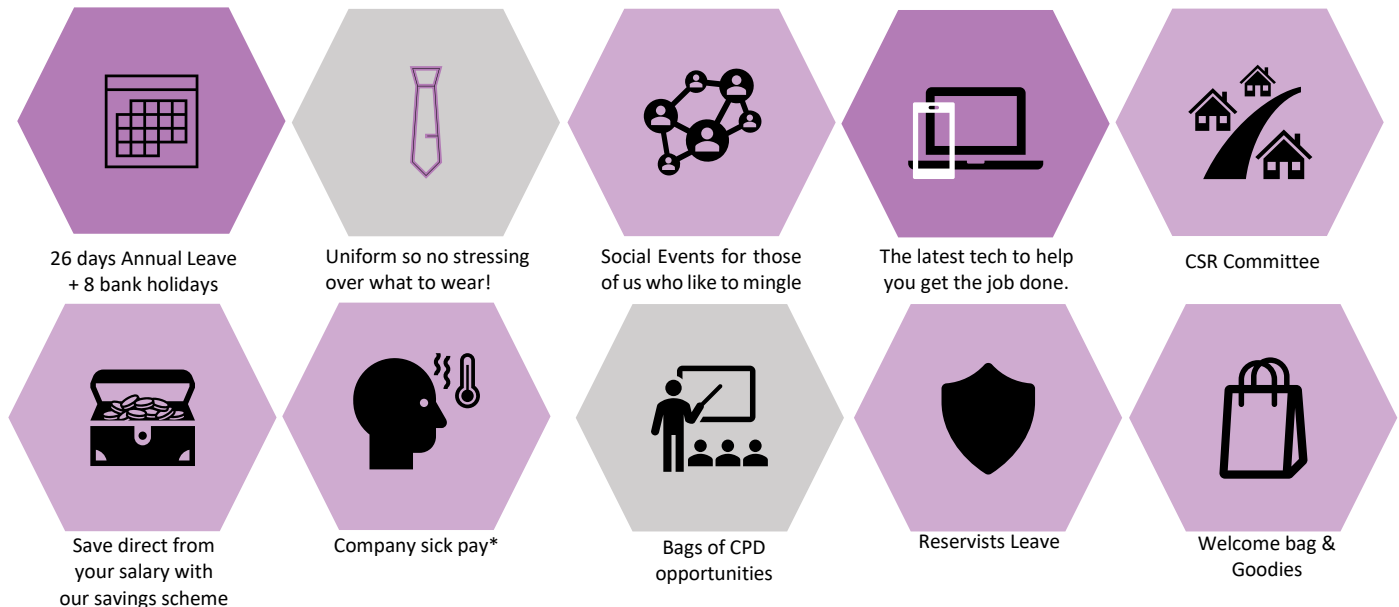 26 days Annual Leave
+ 8 bank holidays
Uniform so no stressing
over what to wear!
Social Events for those
of us who like to mingle
The latest tech to help
you get the job done.
CSR Committee
Save direct from
your salary with
our savings scheme
Company sick pay*
Bags of CPD
opportunities
Reservists Leave
Welcome bag &
Goodies